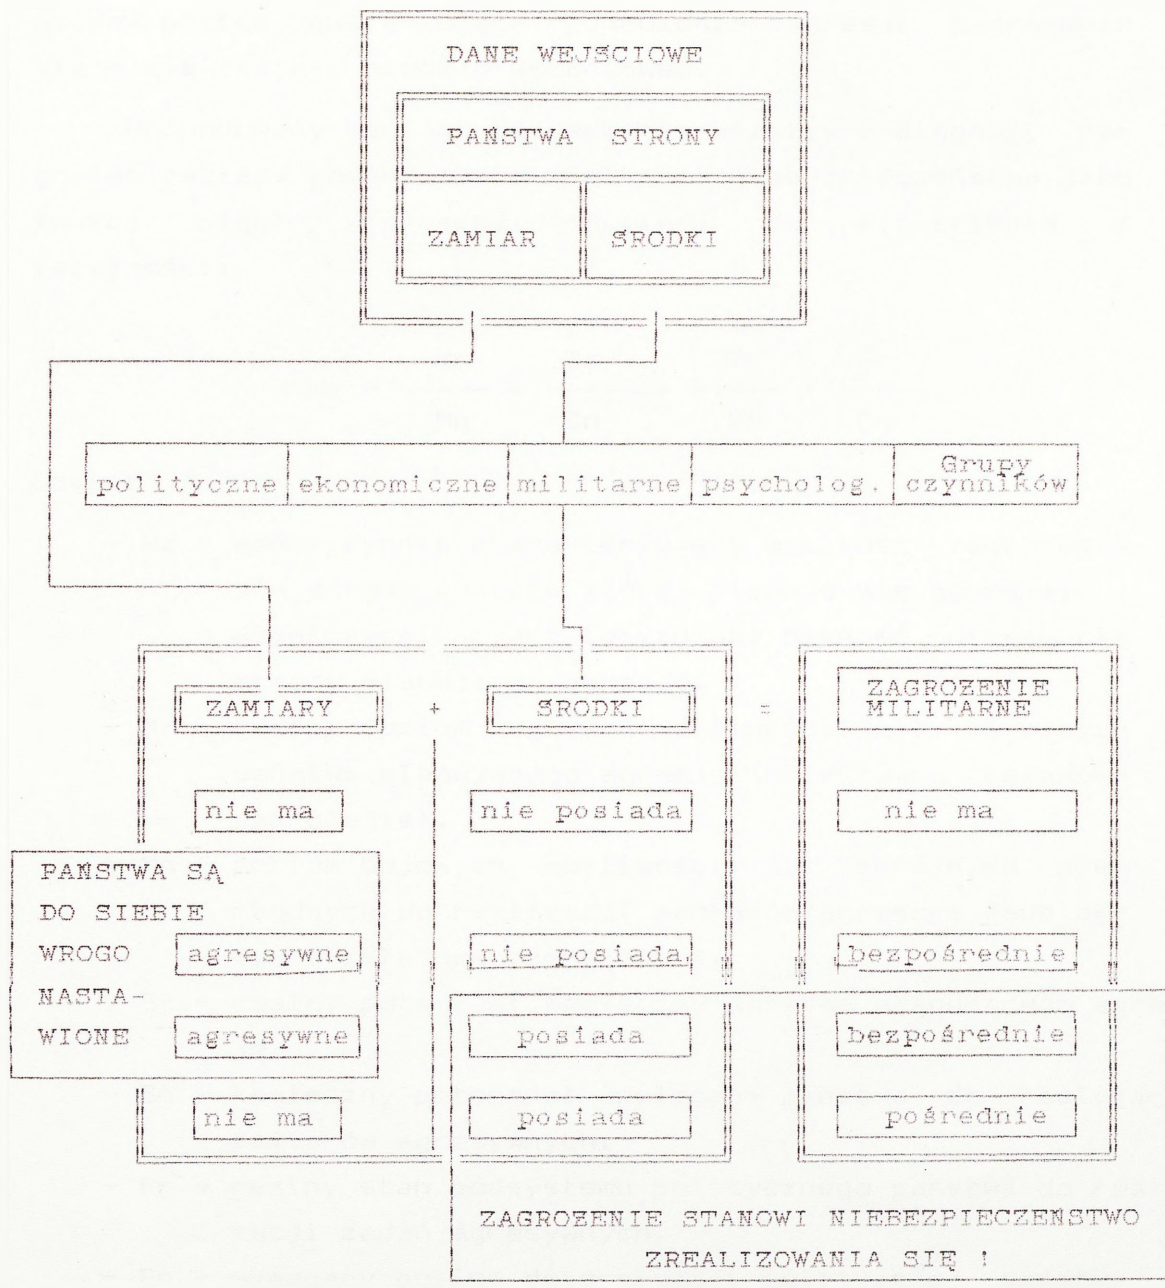 DANE WEJŚCIOWE
PAŃSTWA STRONY
ZAMIAR ŚRODKI
polityczne ekonomiczne militarne psycholog. Grupy
czynników
ZAMIARY + ŚRODKI = ZAGROŻENIE
MILITARNE
nie ma nie posiada nie ma
PAŃSTWA SĄ
DO SIEBIE
WROGO agresywne nie posiada bezpośrednie
NASTA-
WIONE agresywne posiada bezpośrednie
nie ma posiada pośrednie
ZAGROŻENIE STANOWI NIEBEZPIECZEŃSTWO
ZREALIZOWANIA SIĘ !